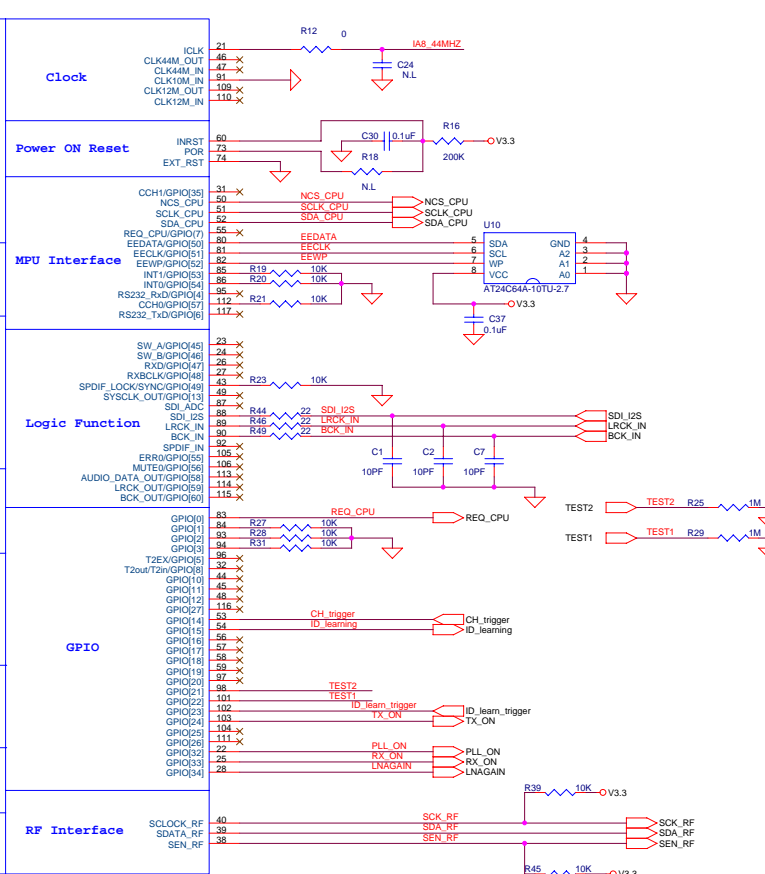 R12 0
ICLK 21 IA8_44MHZ
CLK44M_OUT 46
CLK44M_IN 47 C24
Clock CLK10M_IN 91 N.L
CLK12M_OUT 109
CLK12M_IN 110
R16
INRST 60 C30 0.1uF V3.3
Power ON Reset POR 73 R18 200K
EXT_RST 74
N.L
CCH1/GPIO[35] 31
NCS_CPU 50 NCS_CPU NCS_CPU
SCLK_CPU 51 SCLK_CPU SCLK_CPU
SDA_CPU 52 SDA_CPU SDA_CPU
REQ_CPU/GPIO(7) 55 U10
EEDATA/GPIO[50] 80 EEDATA 5 SDA GND 4
EECLK/GPIO[51] 81 EECLK 6 SCL A2 3
MPU Interface EEWP/GPIO[52] 82 EEWP 7 WP A1 2
INT1/GPIO[53] 85 R19 10K 8 VCC A0 1
INT0/GPIO[54] 86 R20 10K
RS232_RxD/GPIO[4] 95 AT24C64A-10TU-2.7
CCH0/GPIO[57] 112 R21 10K V3.3
RS232_TxD/GPIO[6] 117 C37
0.1uF
SW_A/GPIO[45] 23
SW_B/GPIO[46] 24
RXD/GPIO[47] 26
RXBCLK/GPIO[48] 27
SPDIF_LOCK/SYNC/GPIO[49] 43 R23 10K
SYSCLK_OUT/GPIO[13] 49
SDI_ADC 87
SDI_I2S 88 R44 22 SDI_I2S SDI_I2S
Logic Function LRCK_IN 89 R46 22 LRCK_IN LRCK_IN
BCK_IN 90 R49 22 BCK_IN BCK_IN
SPDIF_IN 92
ERR0/GPIO[55] 105 C1 C2 C7
MUTE0/GPIO[56] 106
AUDIO_DATA_OUT/GPIO[58] 113 10PF 10PF 10PF
LRCK_OUT/GPIO[59] 114
BCK_OUT/GPIO[60] 115
TEST2 TEST2 R25 1M
GPIO[0] 83 REQ_CPU REQ_CPU
GPIO[1] 84 R27 10K
GPIO[2] 93 R28 10K
TEST1 TEST1 R29 1M
GPIO[3] 94 R31 10K
T2EX/GPIO[5] 96
T2out/T2in/GPIO[8] 32
GPIO[10] 44
GPIO[11] 45
GPIO[12] 48
GPIO[27] 116
GPIO[14] 53 CH_trigger CH_trigger
GPIO[15] 54 ID_learning ID_learning
GPIO[16] 56
GPIO GPIO[17] 57
GPIO[18] 58
GPIO[19] 59
GPIO[20] 97
GPIO[21] 98 TEST2
GPIO[22] 101 TEST1
GPIO[23] 102 ID_learn_trigger ID_learn_trigger
GPIO[24] 103 TX_ON TX_ON
GPIO[25] 104
GPIO[26] 111
GPIO[32] 22 PLL_ON PLL_ON
GPIO[33] 25 RX_ON RX_ON
GPIO[34] 28 LNAGAIN LNAGAIN
R39 10K V3.3
SCLOCK_RF 40 SCK_RF SCK_RF
RF Interface SDATA_RF 39 SDA_RF SDA_RF
SEN_RF 38 SEN_RF SEN_RF
R45 10K V3.3